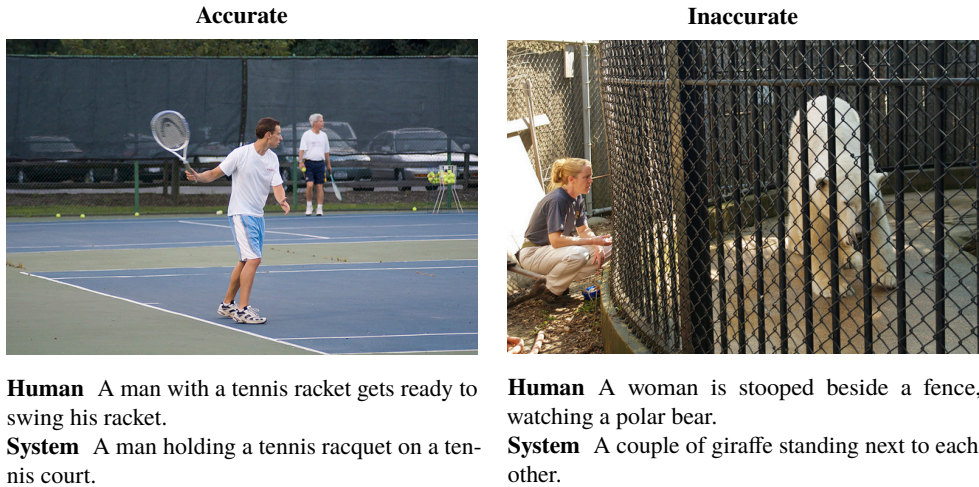 Accurate
Inaccurate
Human A man with a tennis racket gets ready to
swing his racket.
System A man holding a tennis racquet on a ten-
nis court.
Human A woman is stooped beside a fence,
watching a polar bear.
System A couple of giraffe standing next to each
other.